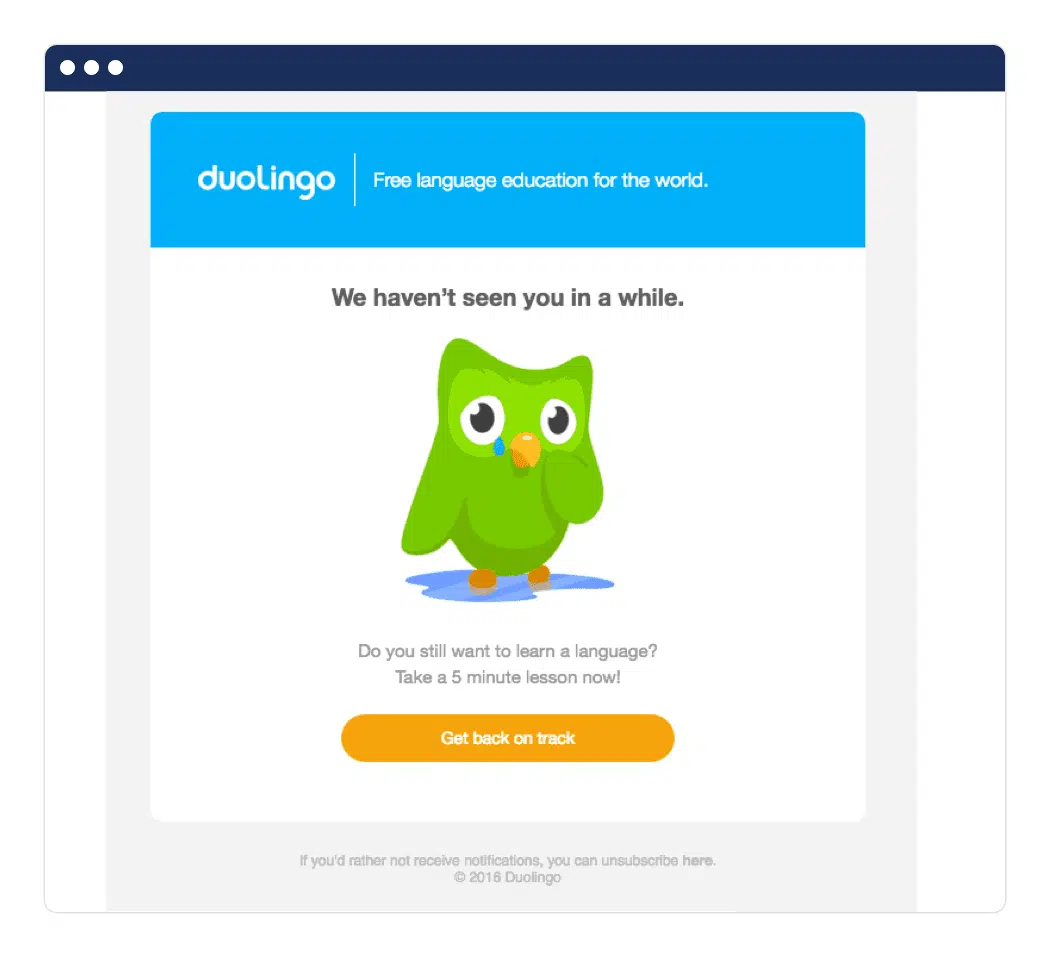 duolingo
Free language education for the world.
We haven't seen you in a while.
Do you still want to learn a language?
Take a 5 minute lesson now!
Get back on track
If you'd rather not receive notifications, you can unsubscribe here.
© 2016 Duolingo